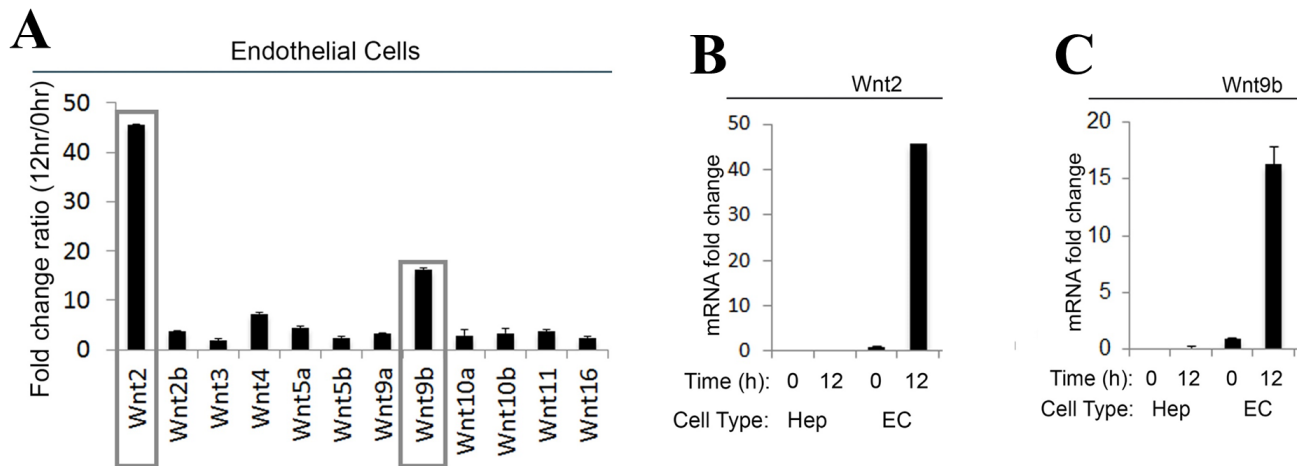 A
Endothelial Cells
Fold change ratio (12hr/0hr)
50
40
30
20
10
0
Wnt2
Wnt2b
Wnt3
Wnt4
Wnt5a
Wnt5b
Wnt9a
Wnt9b
Wnt10a
Wnt10b
Wnt11
Wnt16
B
Wnt2
mRNA fold change
50
40
30
20
10
0
Time (h): 0 12 0 12
Cell Type: Hep EC
C
Wnt9b
mRNA fold change
20
15
10
5
0
Time (h): 0 12 0 12
Cell Type: Hep EC